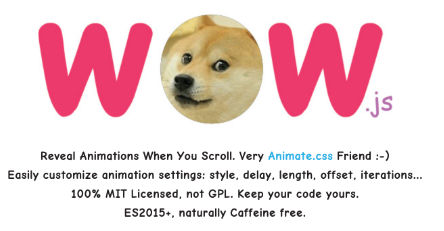 WOW.js
Reveal Animations When You Scroll. Very Animate.css Friend :-)
Easily customize animation settings: style, delay, length, offset, iterations...
100% MIT Licensed, not GPL. Keep your code yours.
ES2015+, naturally Caffeine free.